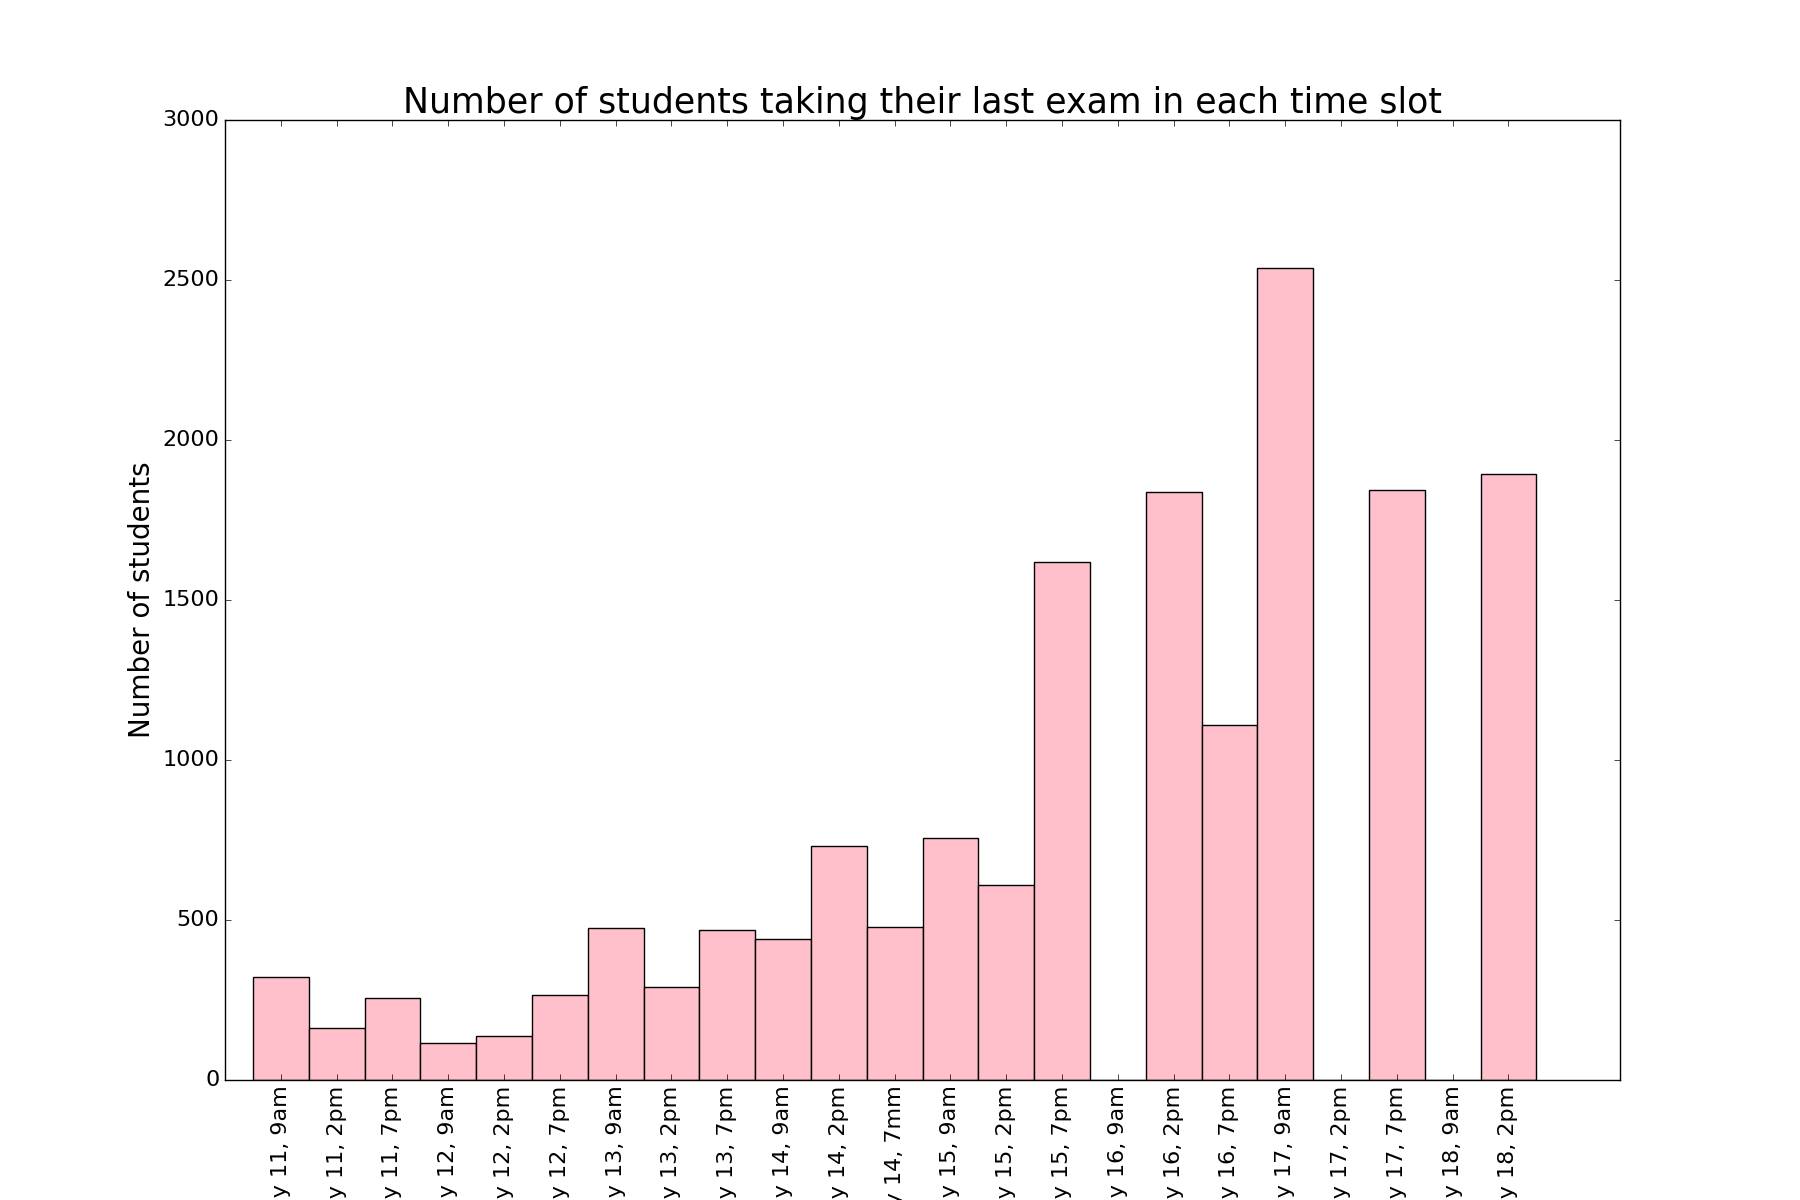 Number of students taking their last exam in each time slot
3000
2500
2000
1500
1000
500
0
Number of students
y 11, 9am
y 11, 2pm
y 11, 7pm
y 12, 9am
y 12, 2pm
y 12, 7pm
y 13, 9am
y 13, 2pm
y 13, 7pm
y 14, 9am
y 14, 2pm
y 14, 7mm
y 15, 9am
y 15, 2pm
y 15, 7pm
y 16, 9am
y 16, 2pm
y 16, 7pm
y 17, 9am
y 17, 2pm
y 17, 7pm
y 18, 9am
y 18, 2pm